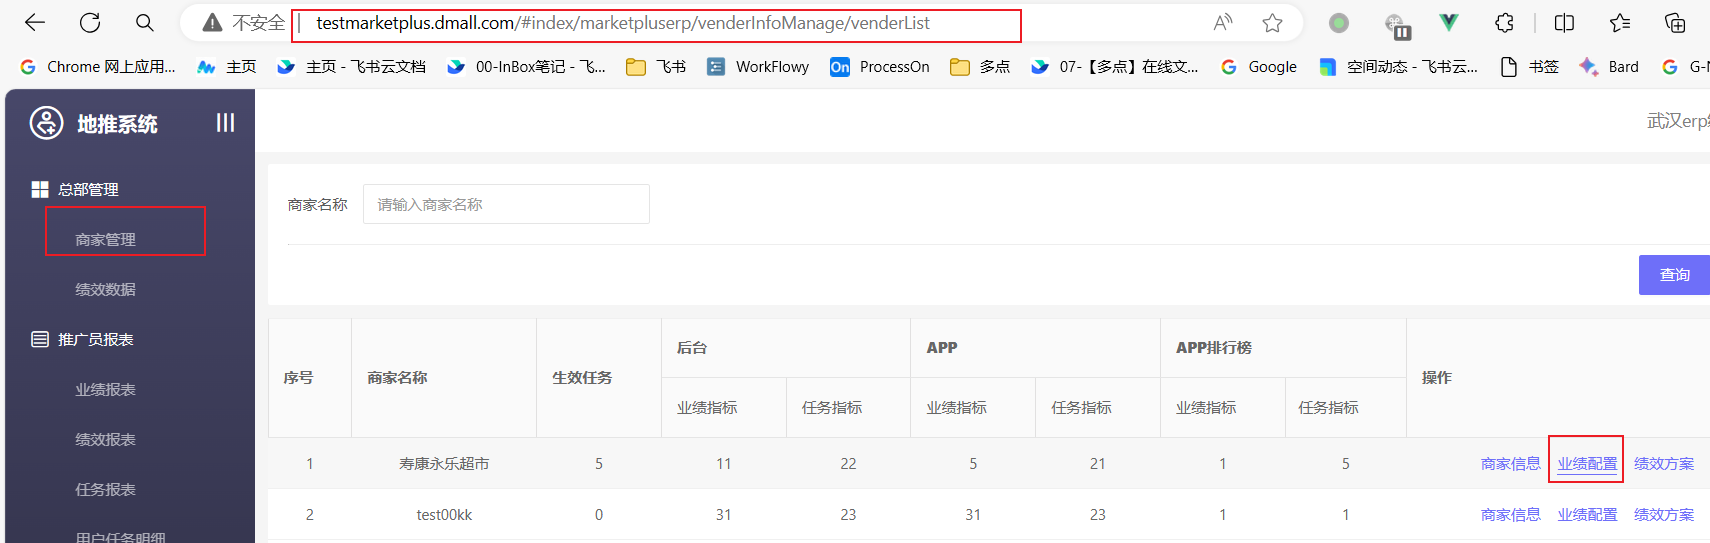 不安全 testmarketplus.dmall.com/#index/marketpluserp/venderInfoManage/venderList
Chrome 网上应用... 主页 主页 - 飞书云文档 00-InBox笔记 - 飞... 飞书 WorkFlowy On ProcessOn 多点 07-【多点】在线文... Google 空间动态 - 飞书云... 书签 Bard G-N
地推系统
武汉erp
总部管理
商家管理
绩效数据
推广员报表
业绩报表
绩效报表
任务报表
用户任务明细
商家名称 请输入商家名称
查询
序号 商家名称 生效任务 后台 APP APP排行榜 操作
业绩指标 任务指标 业绩指标 任务指标 业绩指标 任务指标
1 寿康永乐超市 5 11 22 5 21 1 5 商家信息 业绩配置 绩效方案
2 test00kk 0 31 23 31 23 1 1 商家信息 业绩配置 绩效方案